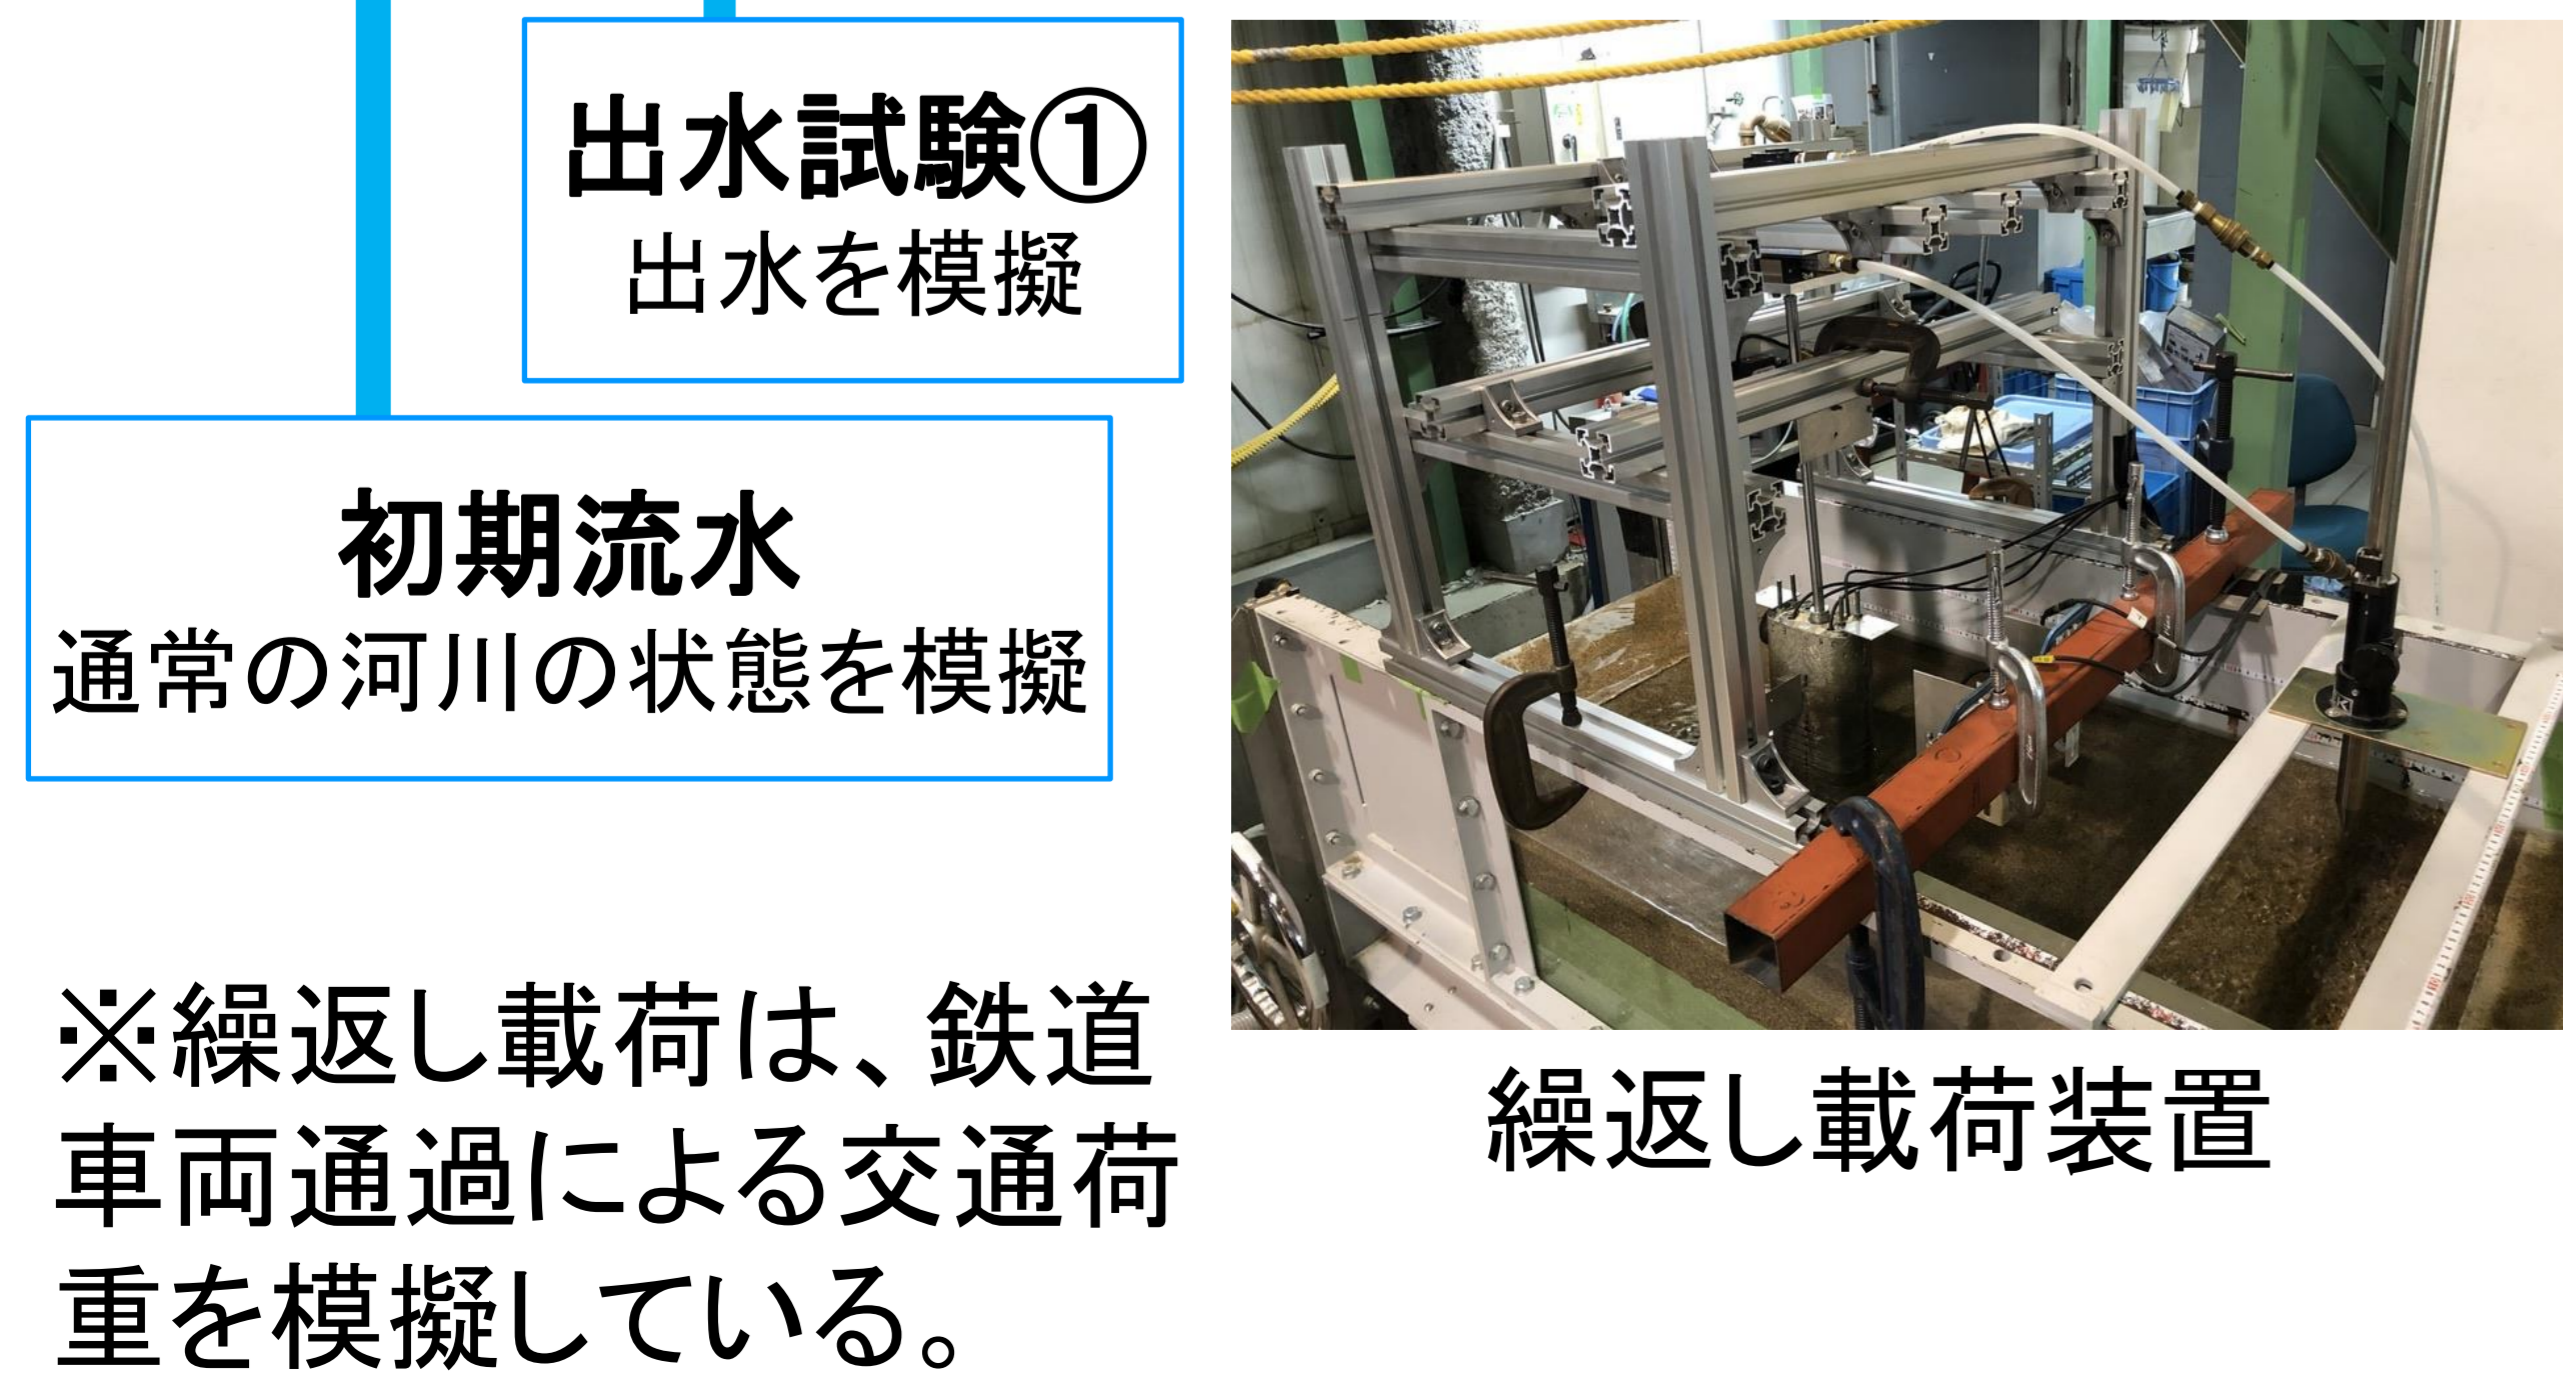 出水試験①
出水を模擬
初期流水
通常の河川の状態を模擬
※繰返し載荷は、鉄道
車両通過による交通荷
重を模擬している。
繰返し載荷装置